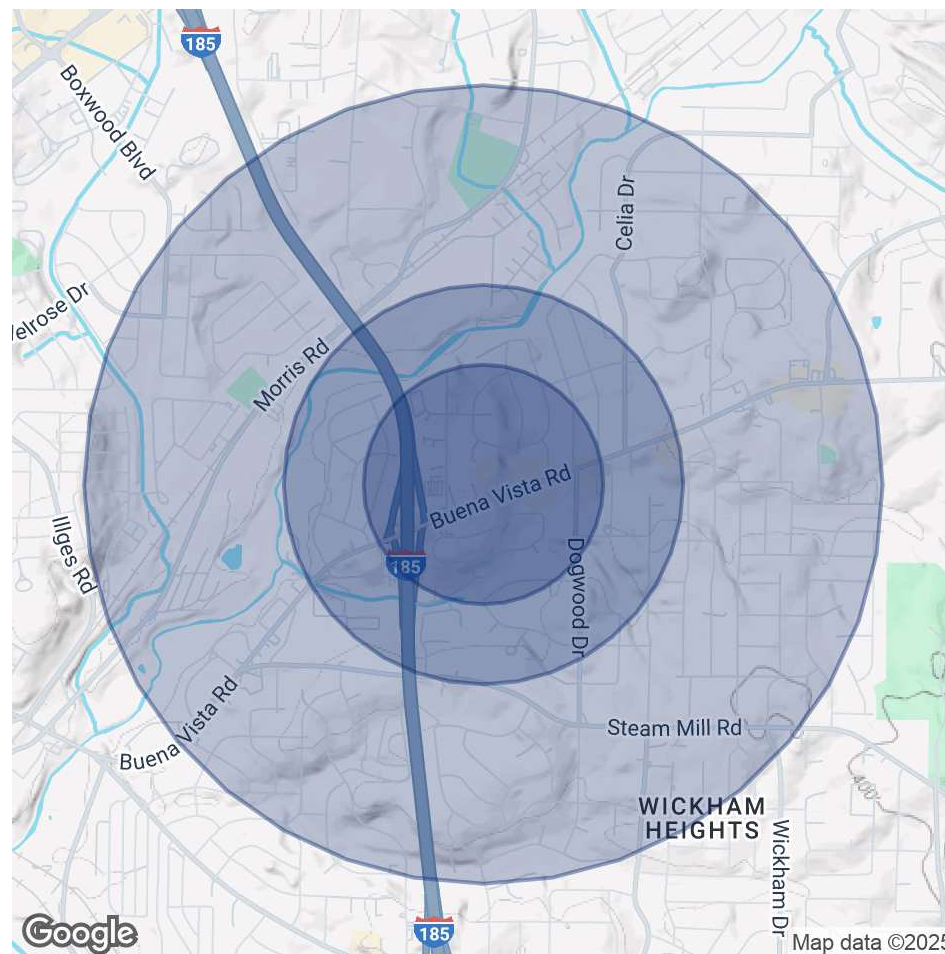 185
Boxwood Blvd
Celia Dr
elrose Dr
Morris Rd
Buena Vista Rd
Illges Rd
185
Dogwood Dr
Buena Vista Rd
Steam Mill Rd
WICKHAM
HEIGHTS
400
Wickham Dr
185
Google
Map data ©2025